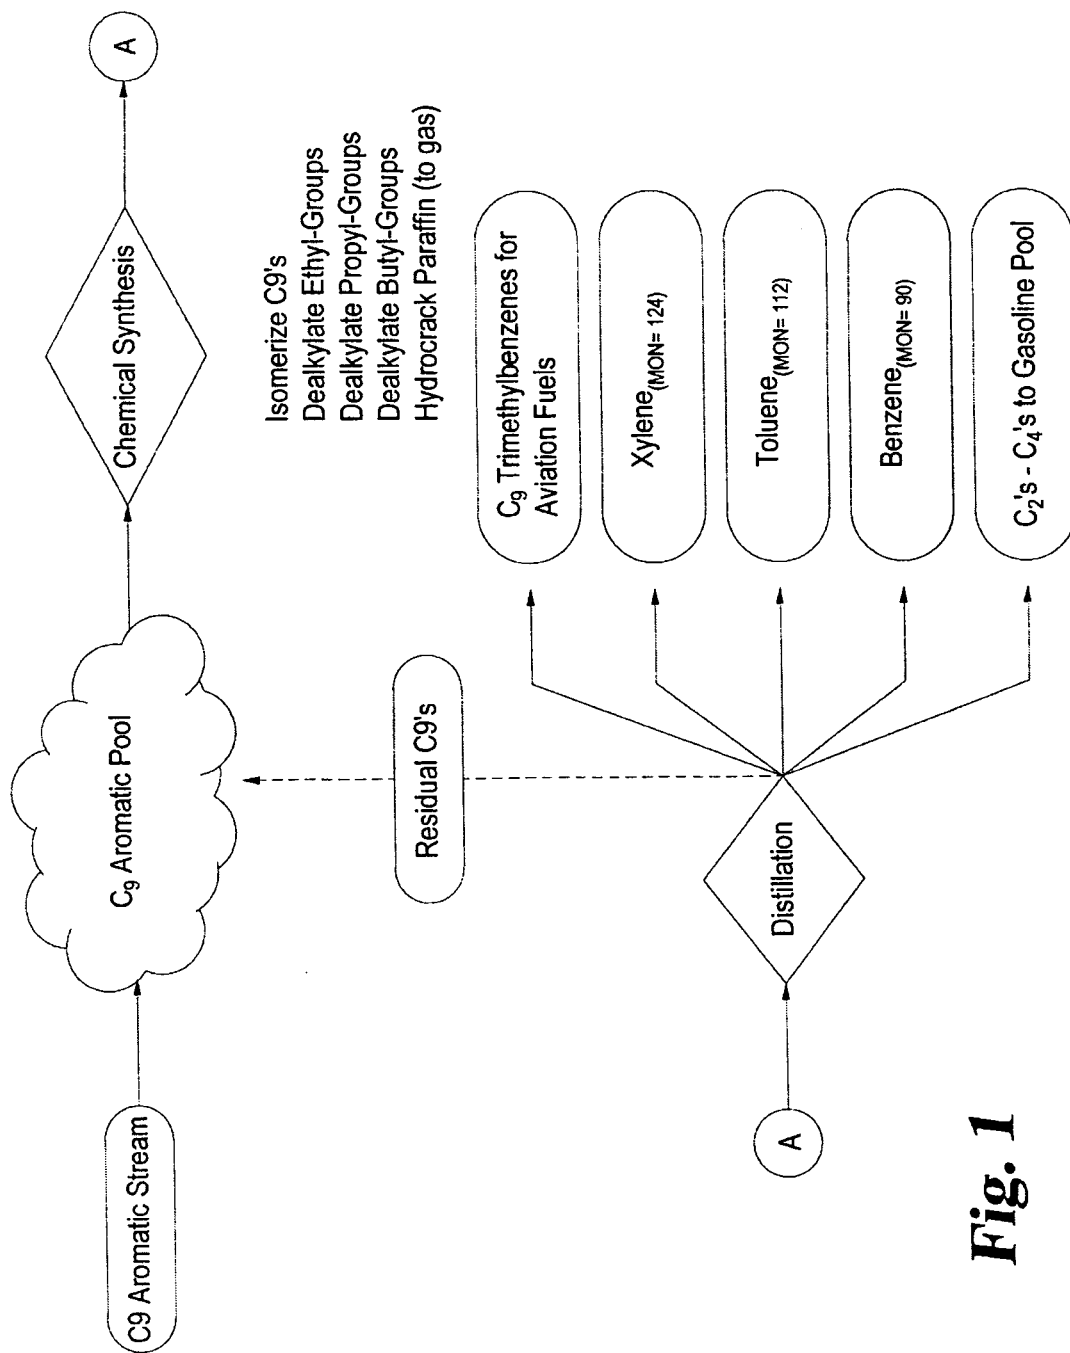 C9 Aromatic Stream
C₉ Aromatic Pool
Chemical Synthesis
A
Isomerize C9's
Dealkylate Ethyl-Groups
Dealkylate Propyl-Groups
Dealkylate Butyl-Groups
Hydrocrack Paraffin (to gas)
Residual C9's
A
Distillation
C₉ Trimethylbenzenes for
Aviation Fuels
Xylene(MON= 124)
Toluene(MON= 112)
Benzene(MON= 90)
C₂'s - C₄'s to Gasoline Pool
Fig. 1